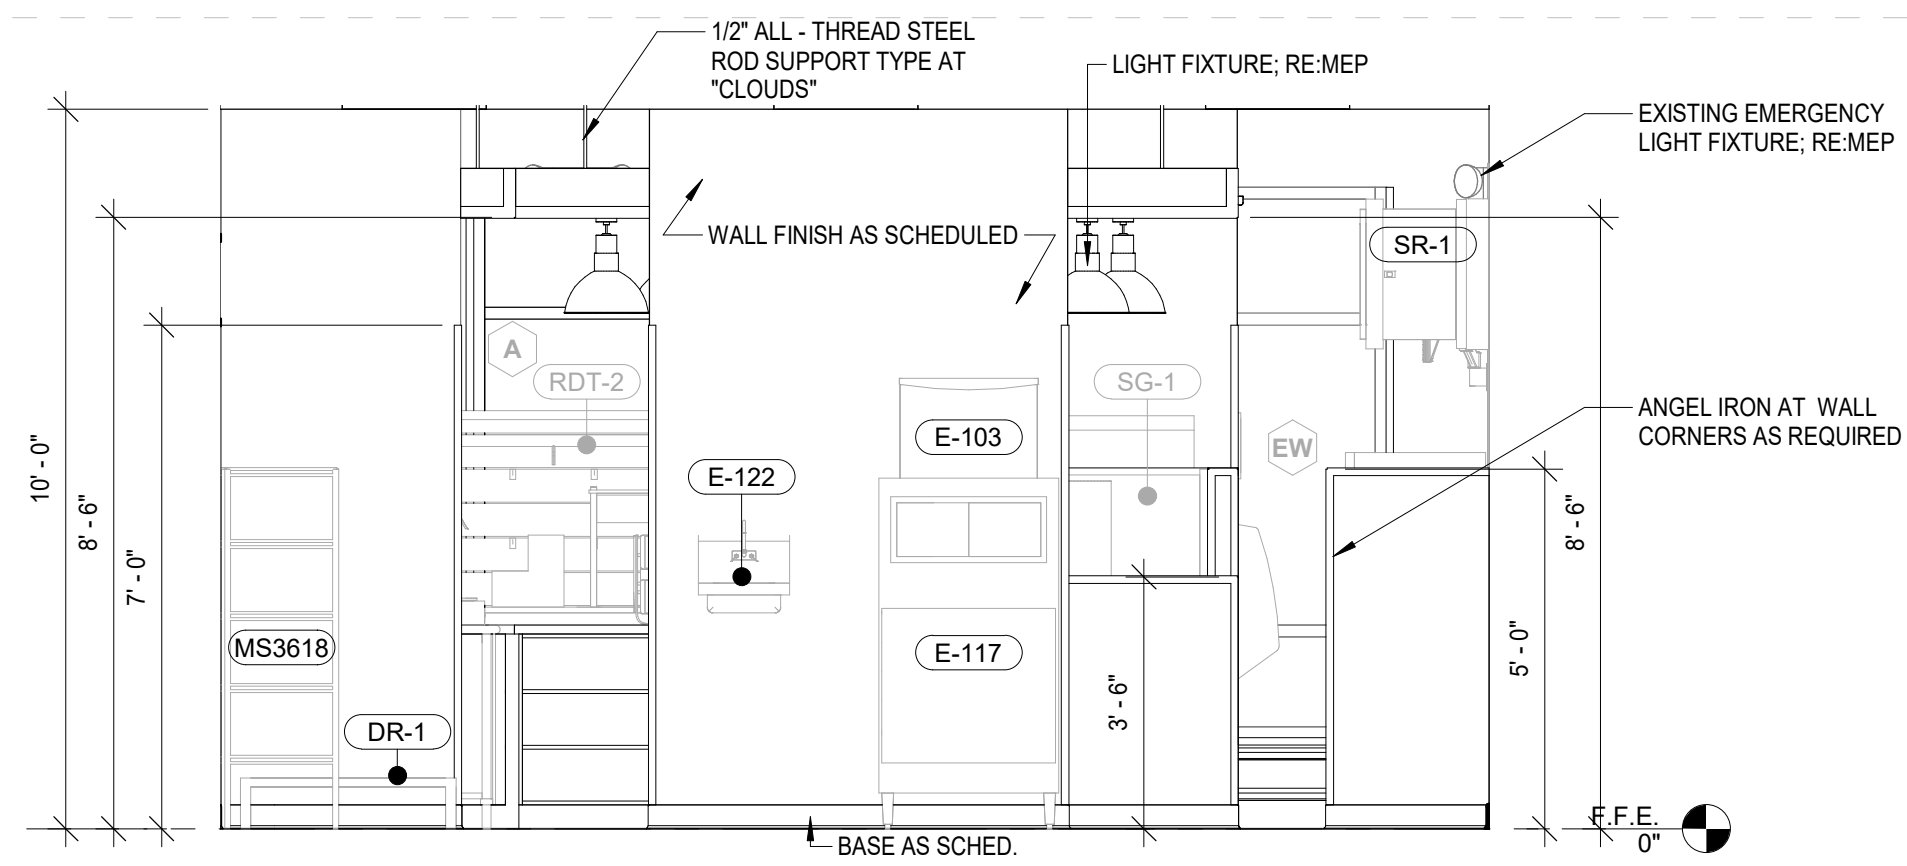 1/2" ALL - THREAD STEEL
ROD SUPPORT TYPE AT
"CLOUDS"
LIGHT FIXTURE; RE:MEP
EXISTING EMERGENCY
LIGHT FIXTURE; RE:MEP
WALL FINISH AS SCHEDULED
SR-1
A
RDT-2
SG-1
E-103
EW
ANGEL IRON AT WALL
CORNERS AS REQUIRED
E-122
10' - 0"
8' - 6"
7' - 0"
8' - 6"
5' - 0"
3' - 6"
MS3618
E-117
DR-1
BASE AS SCHED.
F.F.E.
0"